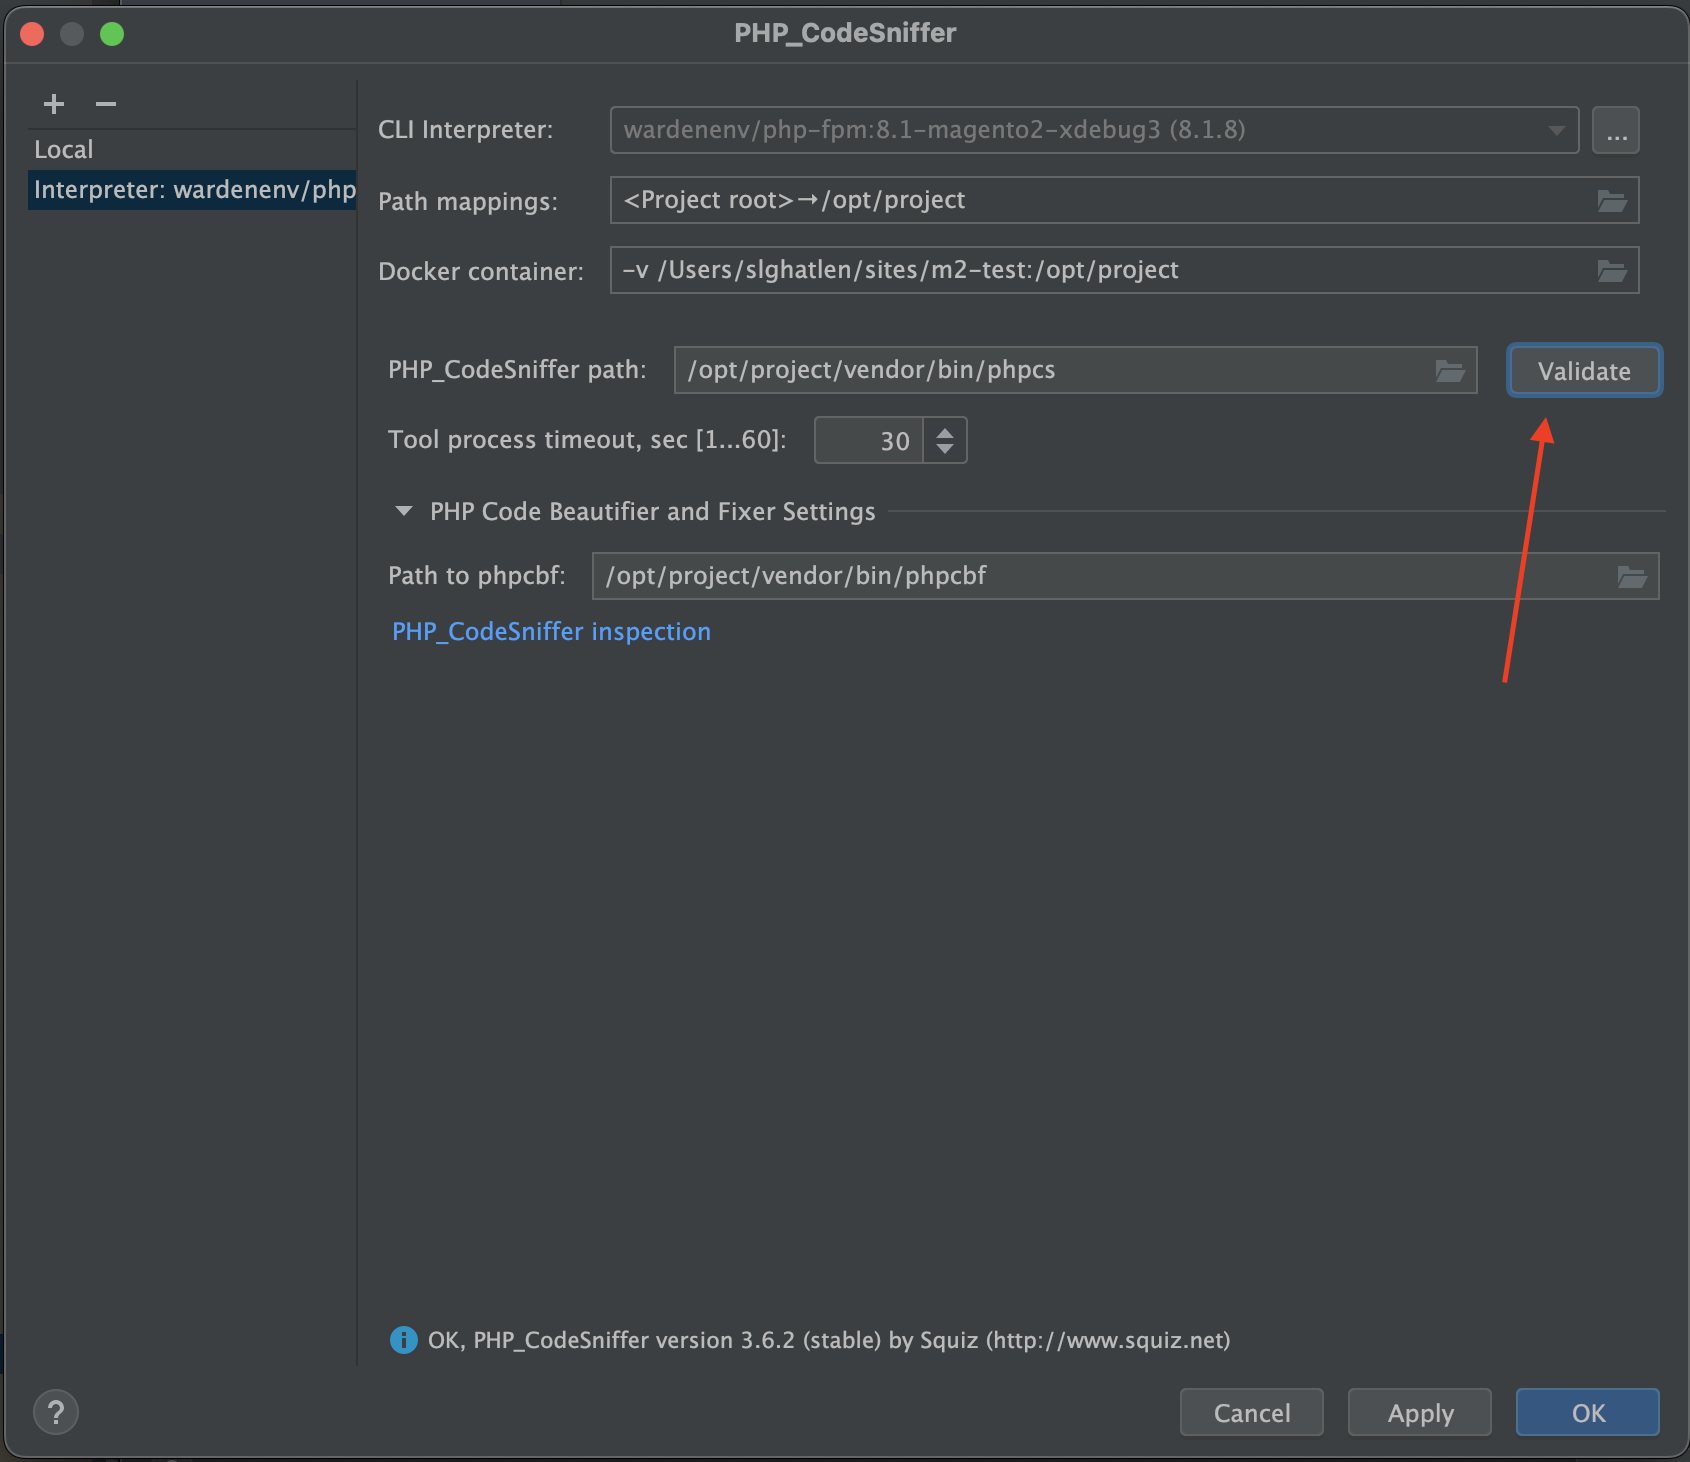 PHP_CodeSniffer
Local
Interpreter: wardenenv/php
CLI Interpreter: wardenenv/php-fpm:8.1-magento2-xdebug3 (8.1.8) ...
Path mappings: <Project root>→/opt/project
Docker container: -v /Users/slghatlen/sites/m2-test:/opt/project
PHP_CodeSniffer path: /opt/project/vendor/bin/phpcs Validate
Tool process timeout, sec [1...60]: 30
PHP Code Beautifier and Fixer Settings
Path to phpcbf: /opt/project/vendor/bin/phpcbf
PHP_CodeSniffer inspection
OK, PHP_CodeSniffer version 3.6.2 (stable) by Squiz (http://www.squiz.net)
? Cancel Apply OK